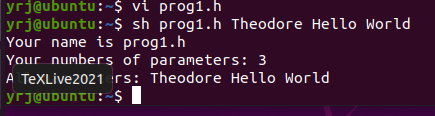 yrj@ubuntu:~$ vi prog1.h
yrj@ubuntu:~$ sh prog1.h Theodore Hello World
Your name is prog1.h
Your numbers of parameters: 3
A TeXLive2021 rs: Theodore Hello World
yrj@ubuntu:~$